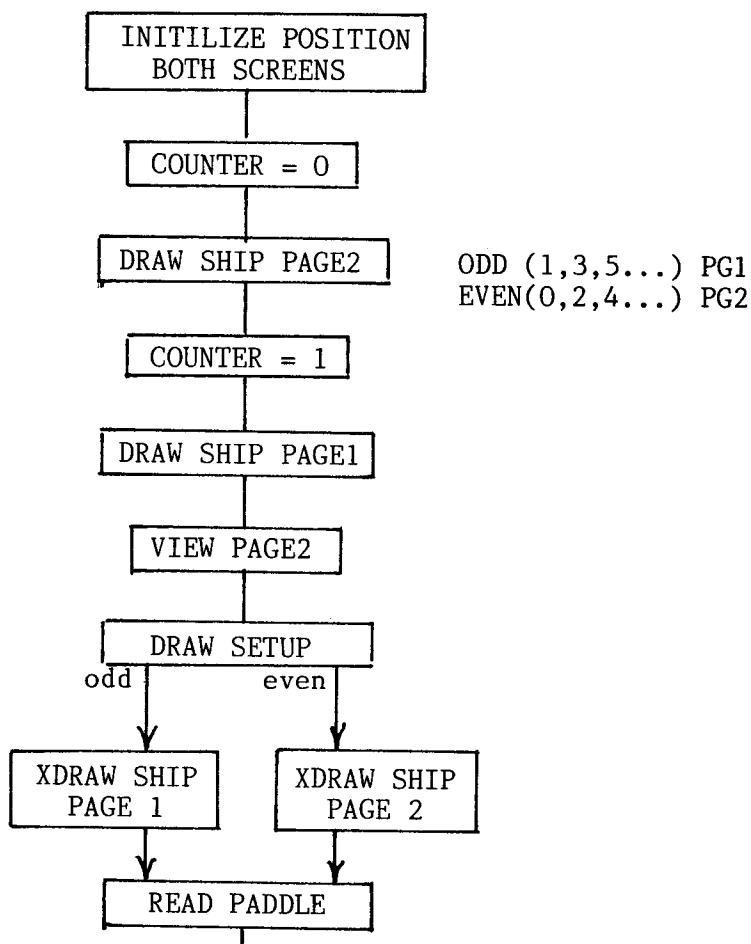 INITILIZE POSITION
BOTH SCREENS
COUNTER = 0
DRAW SHIP PAGE2
ODD (1,3,5...) PG1
EVEN(0,2,4...) PG2
COUNTER = 1
DRAW SHIP PAGE1
VIEW PAGE2
DRAW SETUP
odd
even
XDRAW SHIP
PAGE 1
XDRAW SHIP
PAGE 2
READ PADDLE